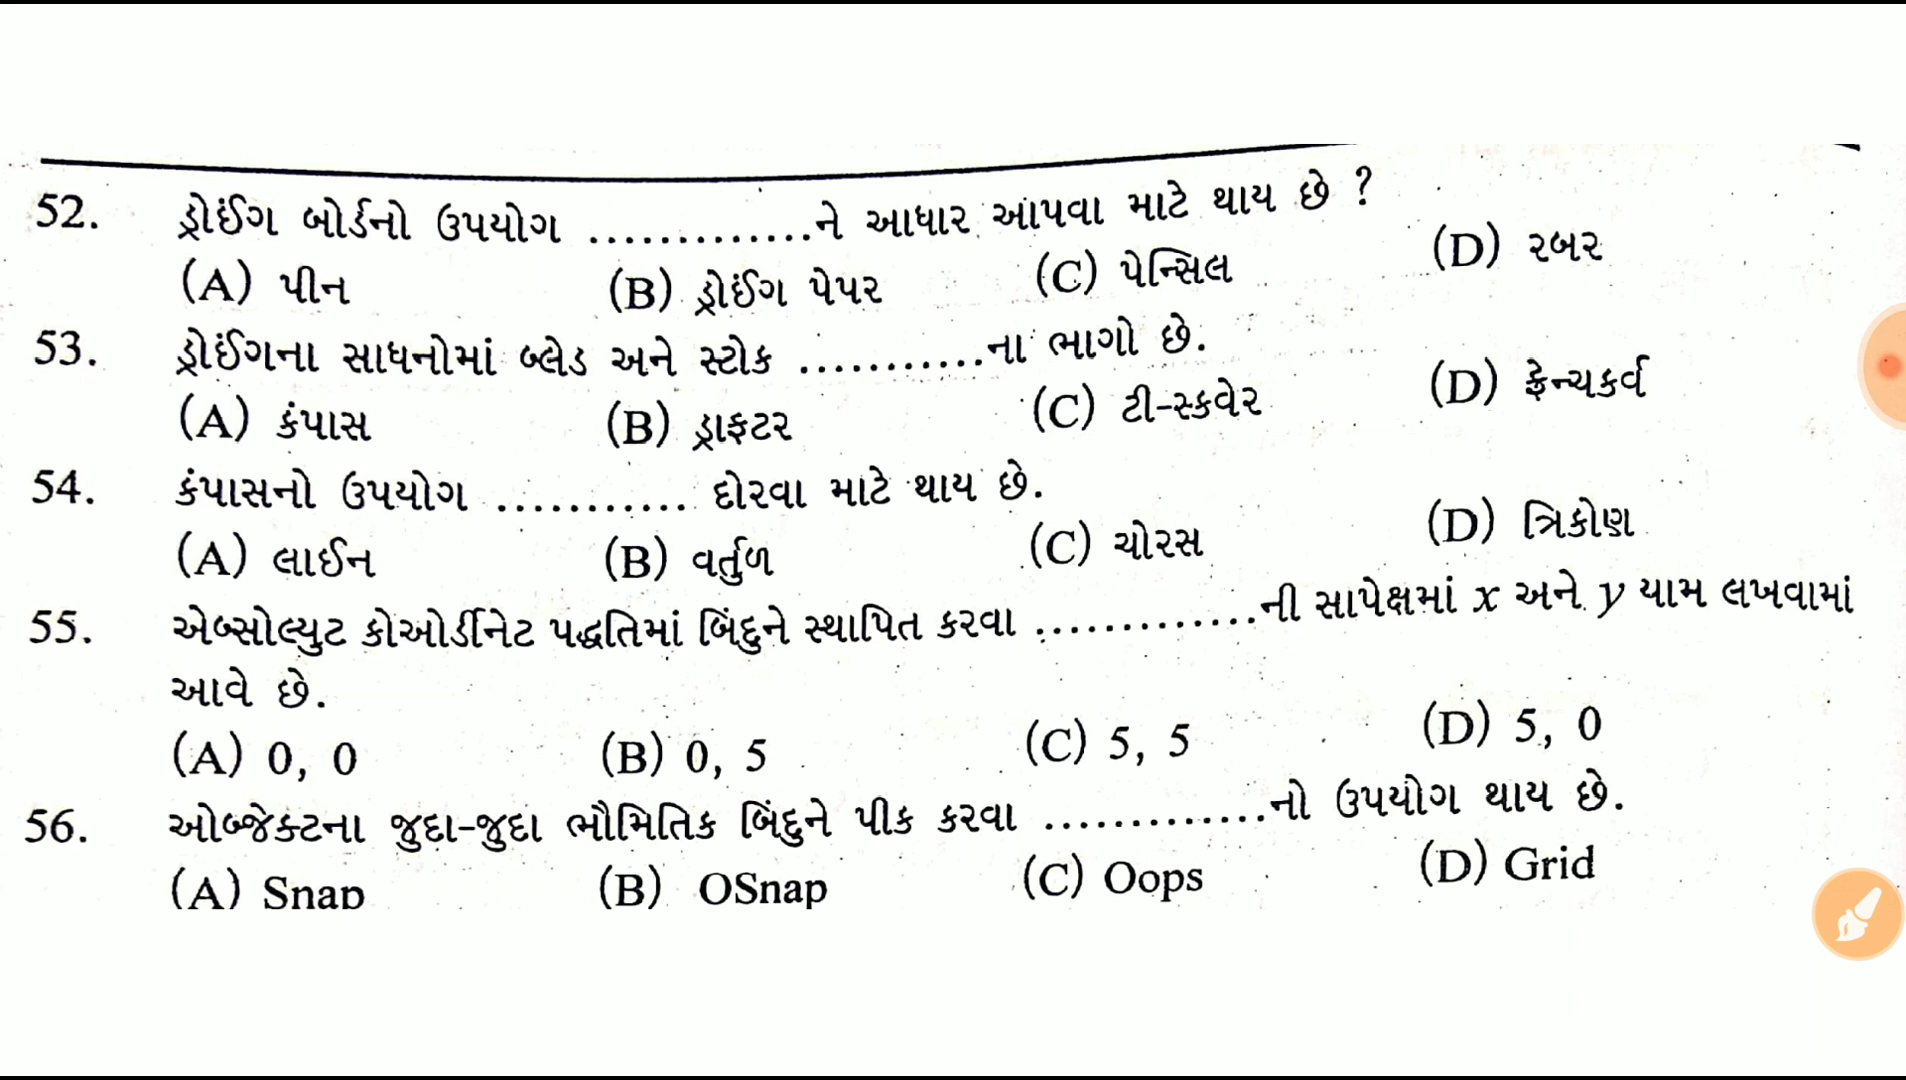 52. ડ્રોઈંગ બોર્ડનો ઉપયોગ ..............ને આધાર આપવા માટે થાય છે ?
(A) પીન (B) ડ્રોઈંગ પેપર (C) પેન્સિલ (D) રબર
53. ડ્રોઈંગના સાધનોમાં બ્લેડ અને સ્ટોક ............ના ભાગો છે.
(A) કંપાસ (B) ડ્રાફટર (C) ટી-સ્કવેર (D) ફ્રેન્ચકર્વ
54. કંપાસનો ઉપયોગ ............ દોરવા માટે થાય છે.
(A) લાઈન (B) વર્તુળ (C) ચોરસ (D) ત્રિકોણ
55. એબ્સોલ્યુટ કોઓર્ડીનેટ પદ્ધતિમાં બિંદુને સ્થાપિત કરવા .............ની સાપેક્ષમાં x અને y યામ લખવામાં
આવે છે.
(A) 0, 0 (B) 0, 5 (C) 5, 5 (D) 5, 0
56. ઓબ્જેક્ટના જુદા-જુદા ભૌમિતિક બિંદુને પીક કરવા .............નો ઉપયોગ થાય છે.
(A) Snap (B) OSnap (C) Oops (D) Grid